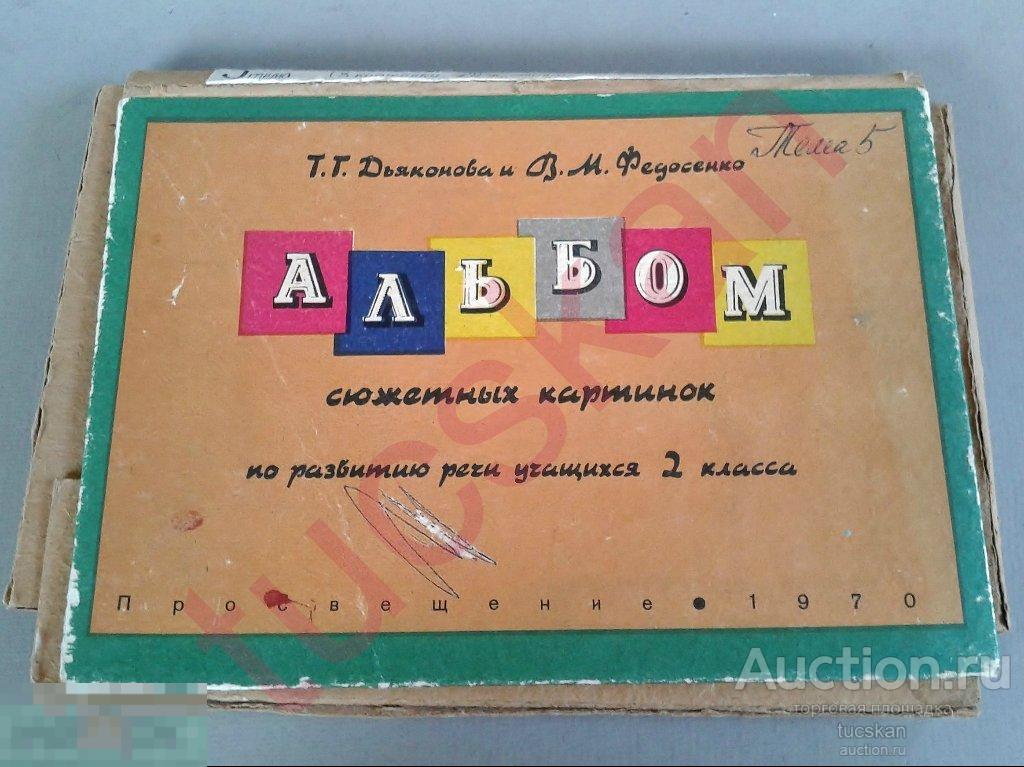 Тема 5
Т.Г. Дьяконова и В.М. Федосенко
АЛЬБОМ
сюжетных картинок
по развитию речи учащихся 2 класса
Просвещение • 1970
tucskan
Auction.ru
торговая площадка
tucskan
auction.ru